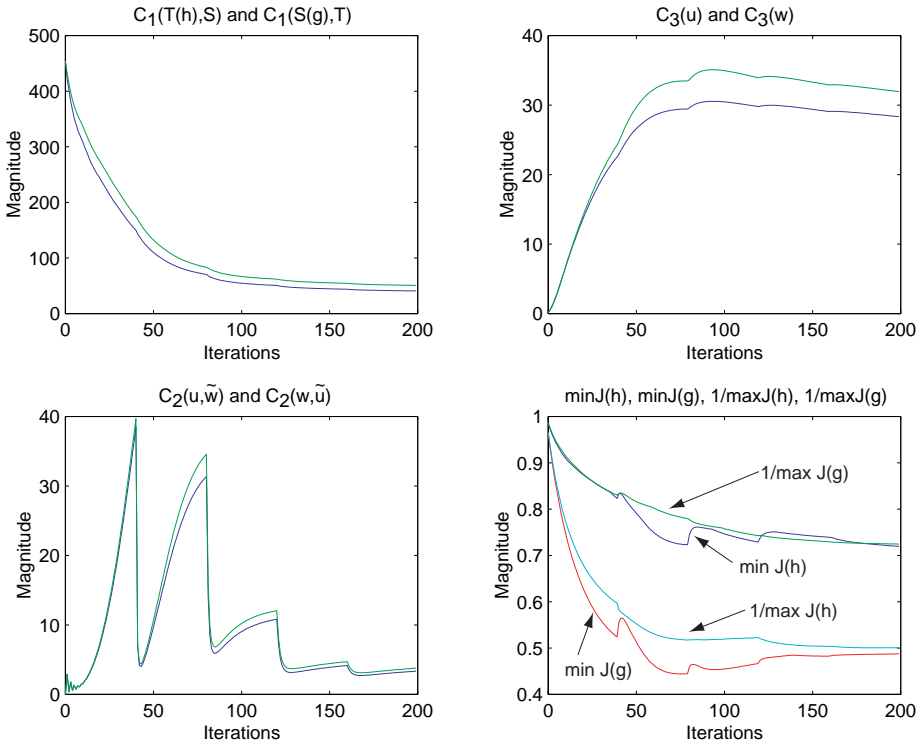 C1(T(h),S) and C1(S(g),T)
500
400
300
200
100
0
Magnitude
0 50 100 150 200
Iterations
C3(u) and C3(w)
40
30
20
10
0
Magnitude
0 50 100 150 200
Iterations
C2(u,w̃) and C2(w,ũ)
40
30
20
10
0
Magnitude
0 50 100 150 200
Iterations
minJ(h), minJ(g), 1/maxJ(h), 1/maxJ(g)
1
0.9
0.8
0.7
0.6
0.5
0.4
Magnitude
1/max J(g)
min J(h)
1/max J(h)
min J(g)
0 50 100 150 200
Iterations